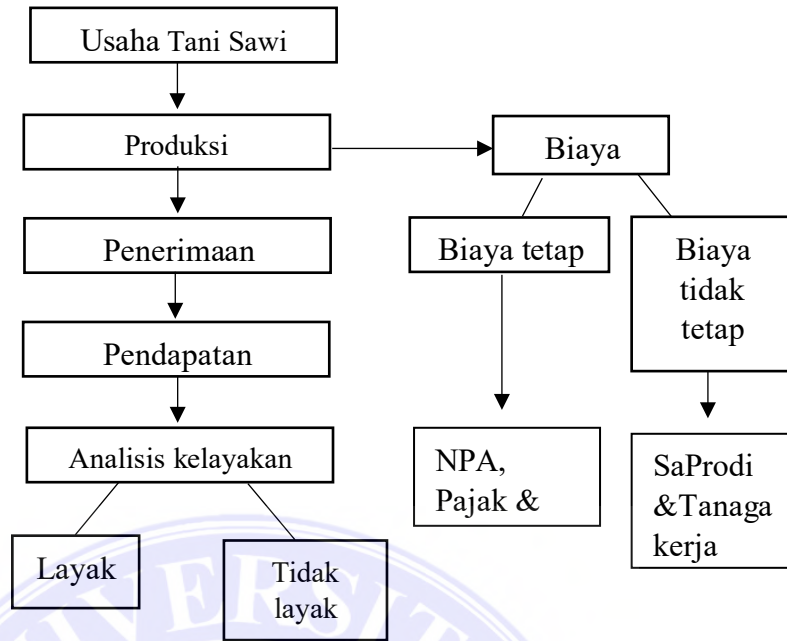 Usaha Tani Sawi
Produksi
Biaya
Penerimaan
Biaya tetap
Biaya
tidak
tetap
Pendapatan
Analisis kelayakan
NPA,
Pajak &
SaProdi
&Tanaga
kerja
Layak
Tidak
layak
IVERSIT